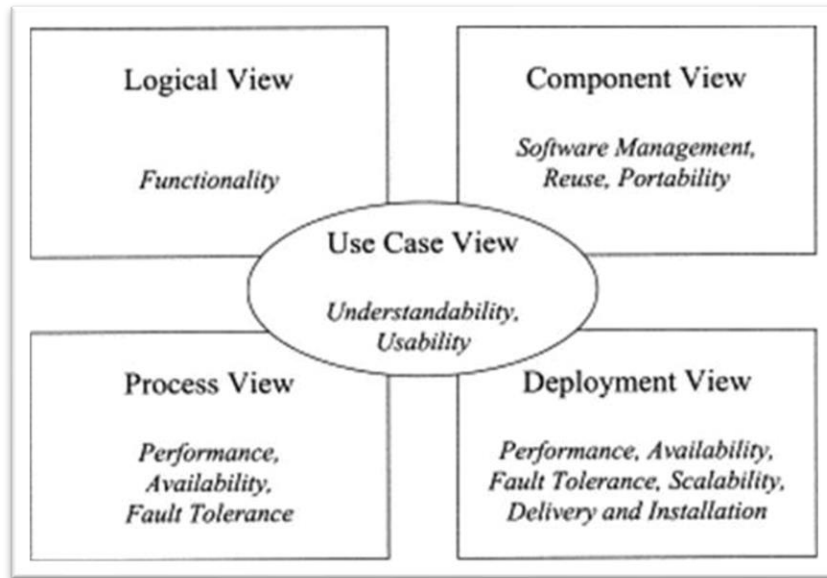 Logical View
Functionality
Component View
Software Management,
Reuse, Portability
Use Case View
Understandability,
Usability
Process View
Performance,
Availability,
Fault Tolerance
Deployment View
Performance, Availability,
Fault Tolerance, Scalability,
Delivery and Installation